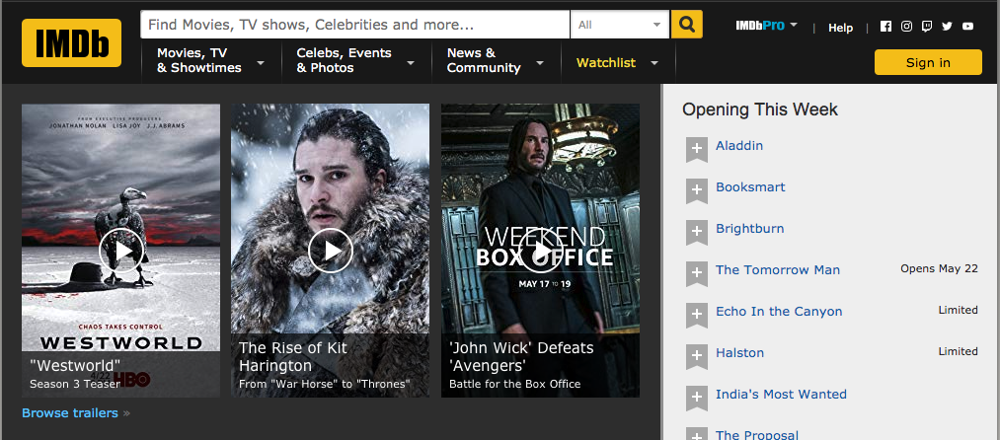 IMDb
Find Movies, TV shows, Celebrities and more...
All
IMDbPro
|
Help
|
Movies, TV
& Showtimes
Celebs, Events
& Photos
News &
Community
Watchlist
Sign in
FROM EXECUTIVE PRODUCERS
JONATHAN NOLAN LISA JOY J.J. ABRAMS
CHAOS TAKES CONTROL
WESTWORLD
4/22 HBO
"Westworld"
Season 3 Teaser
The Rise of Kit
Harington
From "War Horse" to "Thrones"
WEEKEND
BOX OFFICE
MAY 17 TO 19
'John Wick' Defeats
'Avengers'
Battle for the Box Office
Browse trailers »
Opening This Week
Aladdin
Booksmart
Brightburn
The Tomorrow Man Opens May 22
Echo In the Canyon Limited
Halston Limited
India's Most Wanted
The Proposal